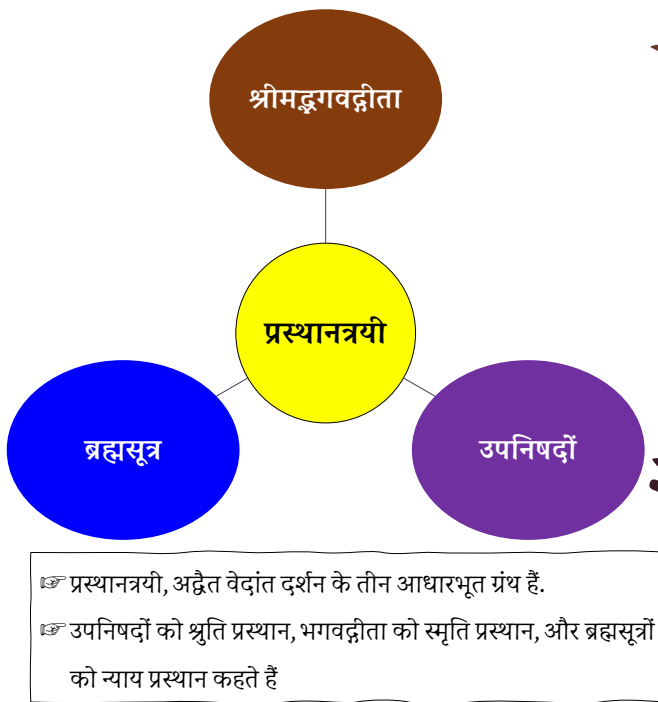 श्रीमद्भगवद्गीता
प्रस्थानत्रयी
ब्रह्मसूत्र
उपनिषदों
☞ प्रस्थानत्रयी, अद्वैत वेदांत दर्शन के तीन आधारभूत ग्रंथ हैं.
☞ उपनिषदों को श्रुति प्रस्थान, भगवद्गीता को स्मृति प्रस्थान, और ब्रह्मसूत्रों
को न्याय प्रस्थान कहते हैं